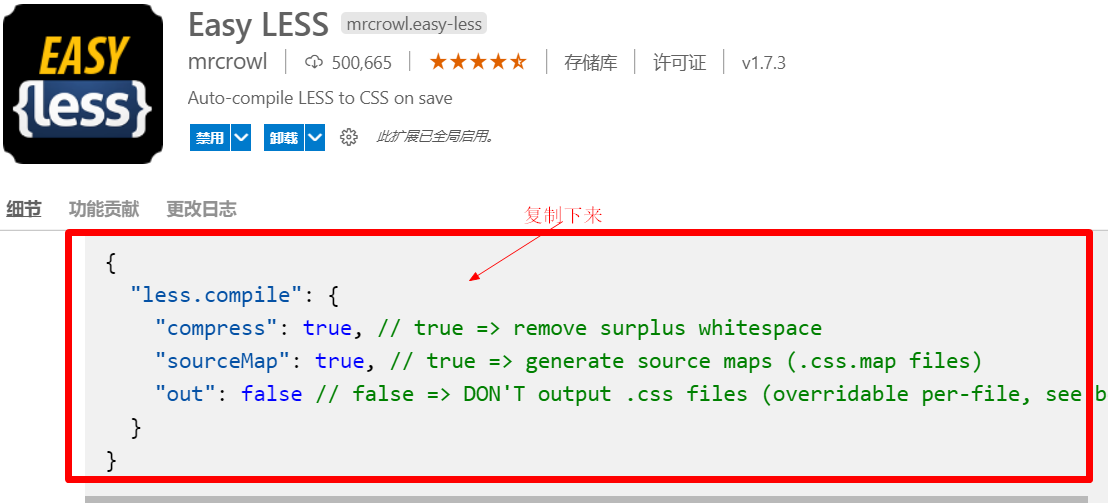 Easy LESS mrcrowl.easy-less
EASY
{less}
mrcrowl 500,665 存储库 许可证 v1.7.3
Auto-compile LESS to CSS on save
禁用 卸载 此扩展已全局启用。
细节 功能贡献 更改日志
复制下来
{
"less.compile": {
"compress": true, // true => remove surplus whitespace
"sourceMap": true, // true => generate source maps (.css.map files)
"out": false // false => DON'T output .css files (overridable per-file, see b
}
}